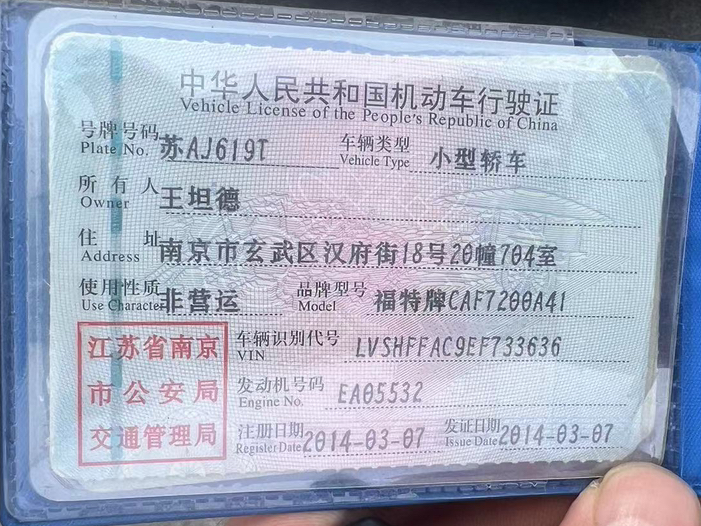 中华人民共和国机动车行驶证
Vehicle License of the People's Republic of China
号牌号码 苏AJ619T 车辆类型 小型轿车
Plate No. Vehicle Type
所有人 王坦德
Owner
住址 南京市玄武区汉府街18号20幢704室
Address
使用性质 非营运 品牌型号 福特牌CAF7200A41
Use Character Model
江苏省南京 车辆识别代号 LVSHFFAC9EF733636
VIN
市公安局 发动机号码 EA05532
Engine No.
交通管理局 注册日期 2014-03-07 发证日期 2014-03-07
Register Date Issue Date